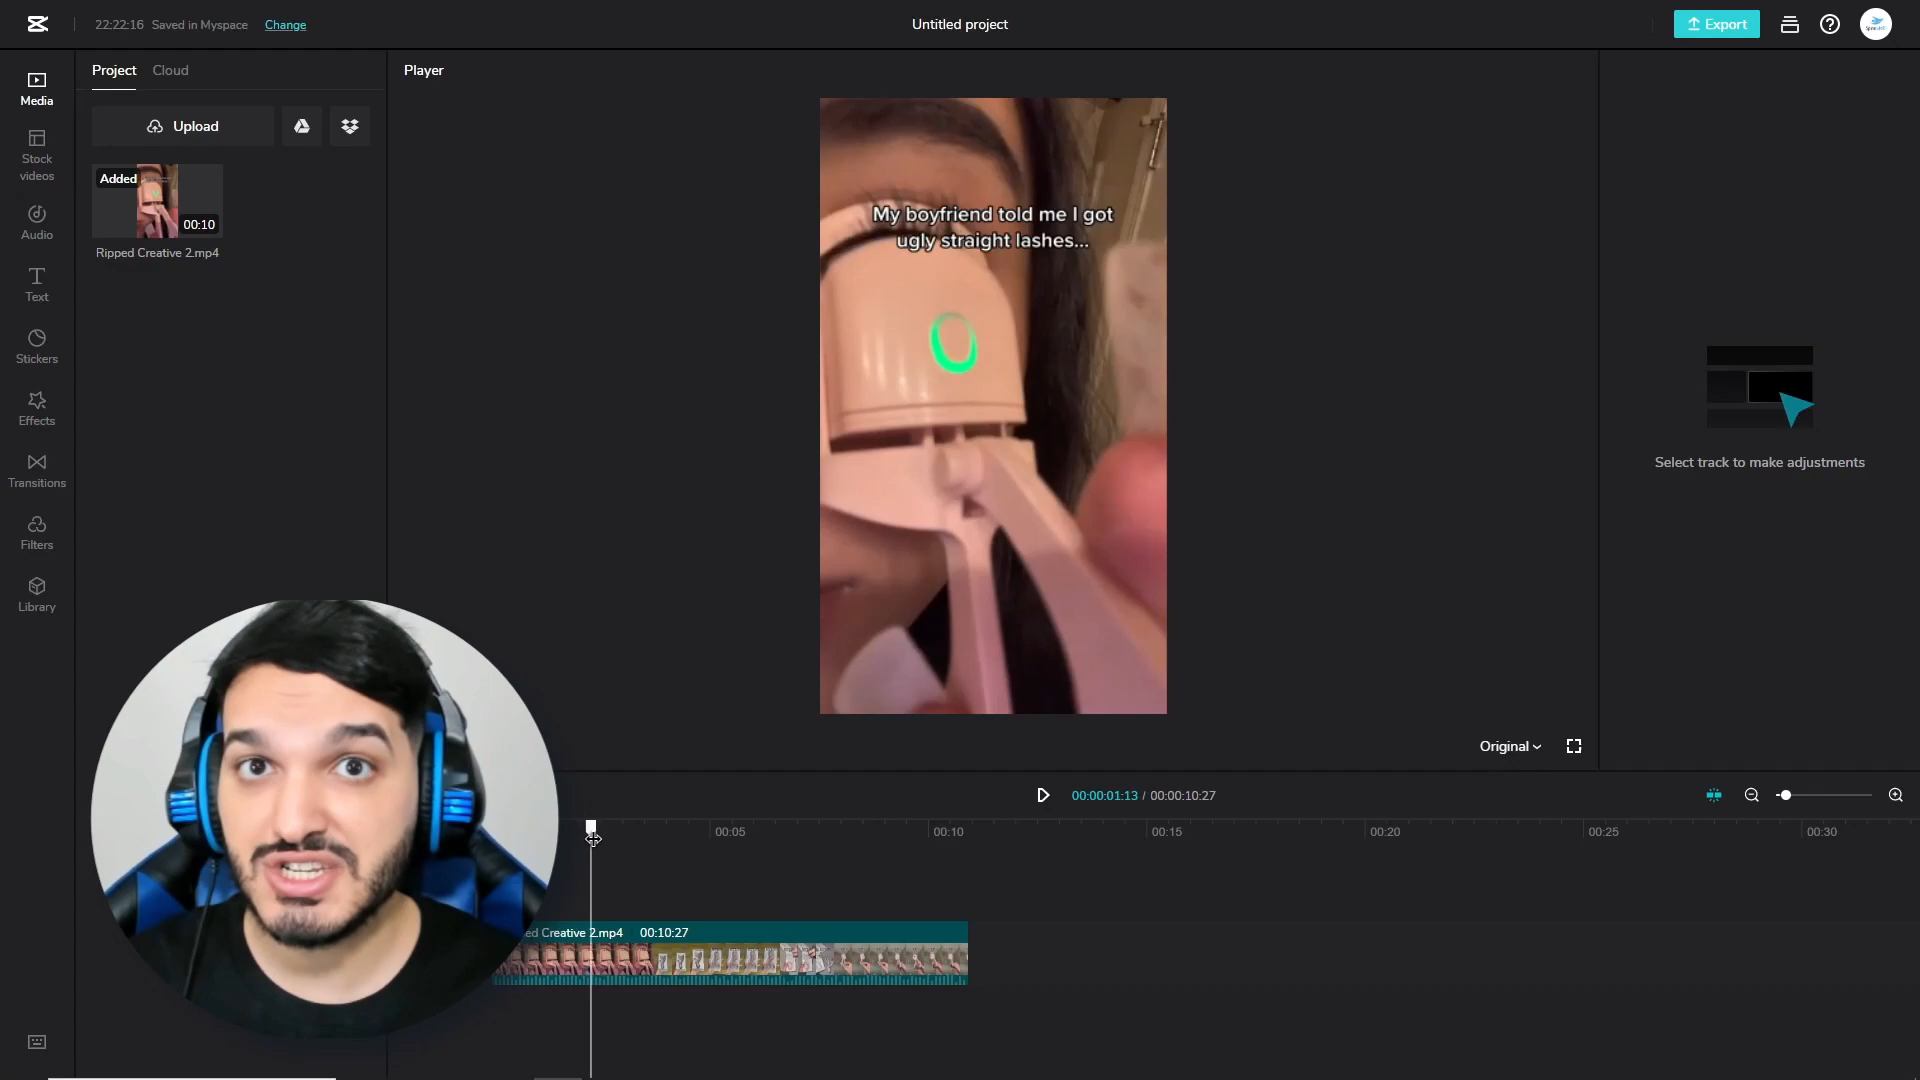 22:22:16 Saved in Myspace Change
Untitled project
Export
Project Cloud
Player
Media
Upload
Stock
videos
Added
00:10
Ripped Creative 2.mp4
Audio
Text
Stickers
Effects
Transitions
Filters
Library
My boyfriend told me I got
ugly straight lashes...
Select track to make adjustments
Original
00:00:01:13 / 00:00:10:27
00:05 00:10 00:15 00:20 00:25 00:30
ed Creative 2.mp4 00:10:27